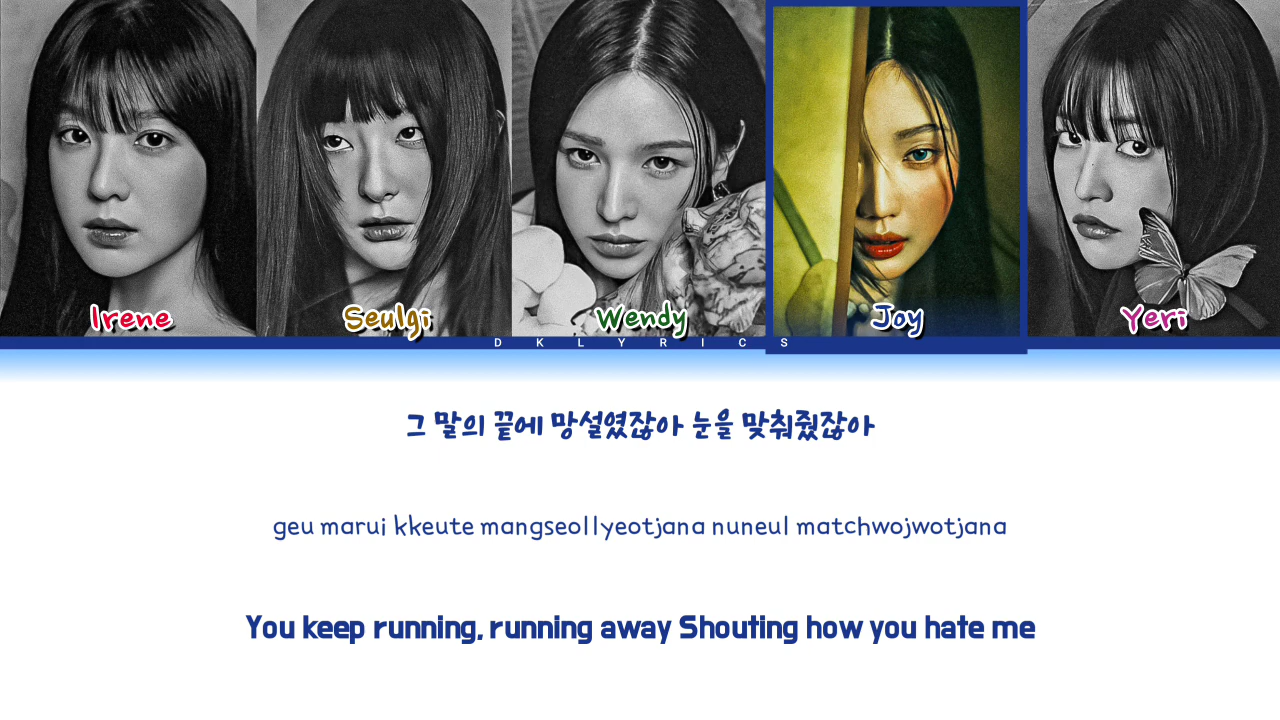 Irene
Seulgi
Wendy
Joy
Yeri
DKLYRICS
그 말의 끝에 망설였잖아 눈을 맞춰줬잖아
geu marui kkeute mangseollyeotjana nuneul matchwojwotjana
You keep running, running away Shouting how you hate me